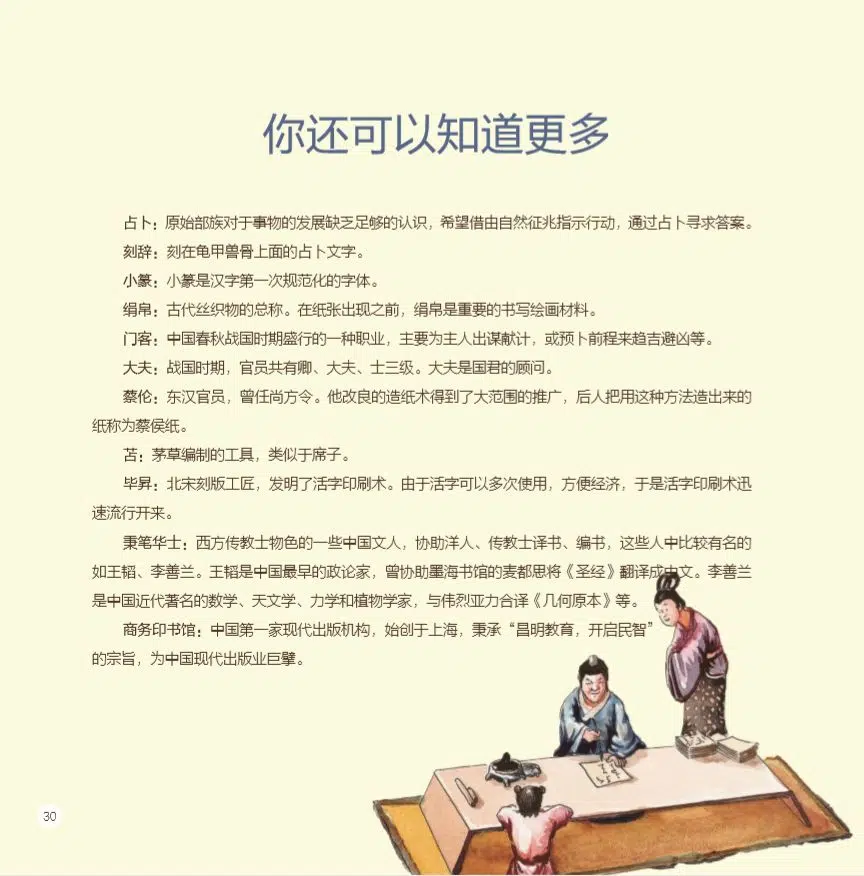 你还可以知道更多
占卜：原始部族对于事物的发展缺乏足够的认识，希望借由自然征兆指示行动，通过占卜寻求答案。
刻辞：刻在龟甲兽骨上面的占卜文字。
小篆：小篆是汉字第一次规范化的字体。
绢帛：古代丝织物的总称。在纸张出现之前，绢帛是重要的书写绘画材料。
门客：中国春秋战国时期盛行的一种职业，主要为主人出谋献计，或预卜前程来趋吉避凶等。
大夫：战国时期，官员共有卿、大夫、士三级。大夫是国君的顾问。
蔡伦：东汉官员，曾任尚方令。他改良的造纸术得到了大范围的推广，后人把用这种方法造出来的
纸称为蔡侯纸。
苫：茅草编制的工具，类似于席子。
毕昇：北宋刻版工匠，发明了活字印刷术。由于活字可以多次使用，方便经济，于是活字印刷术迅
速流行开来。
秉笔华士：西方传教士物色的一些中国文人，协助洋人、传教士译书、编书，这些人中比较有名的
如王韬、李善兰。王韬是中国最早的政论家，曾协助墨海书馆的麦都思将《圣经》翻译成中文。李善兰
是中国近代著名的数学、天文学、力学和植物学家，与伟烈亚力合译《几何原本》等。
商务印书馆：中国第一家现代出版机构，始创于上海，秉承“昌明教育，开启民智”
的宗旨，为中国现代出版业巨擘。
30